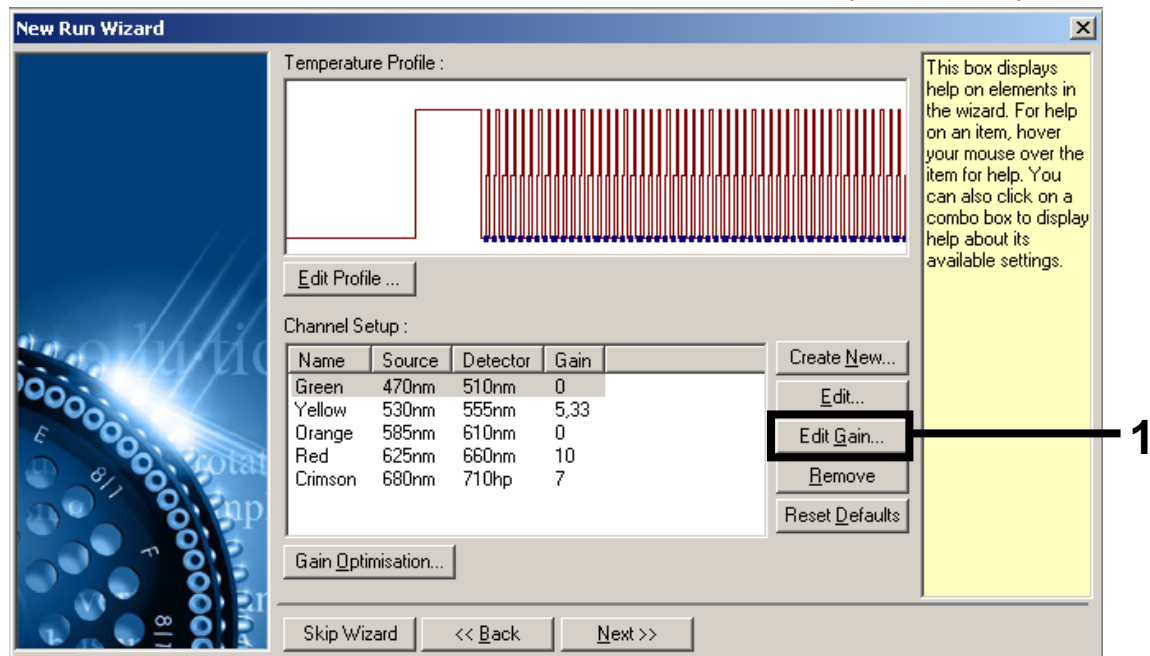 New Run Wizard
Temperature Profile :
This box displays
help on elements in
the wizard. For help
on an item, hover
your mouse over the
item for help. You
can also click on a
combo box to display
help about its
available settings.
Edit Profile ...
Channel Setup :
Name Source Detector Gain
Green 470nm 510nm 0
Yellow 530nm 555nm 5,33
Orange 585nm 610nm 0
Red 625nm 660nm 10
Crimson 680nm 710hp 7
Create New...
Edit...
Edit Gain...
1
Remove
Reset Defaults
Gain Optimisation...
Skip Wizard
<< Back
Next >>
E
8/1
F
8/1